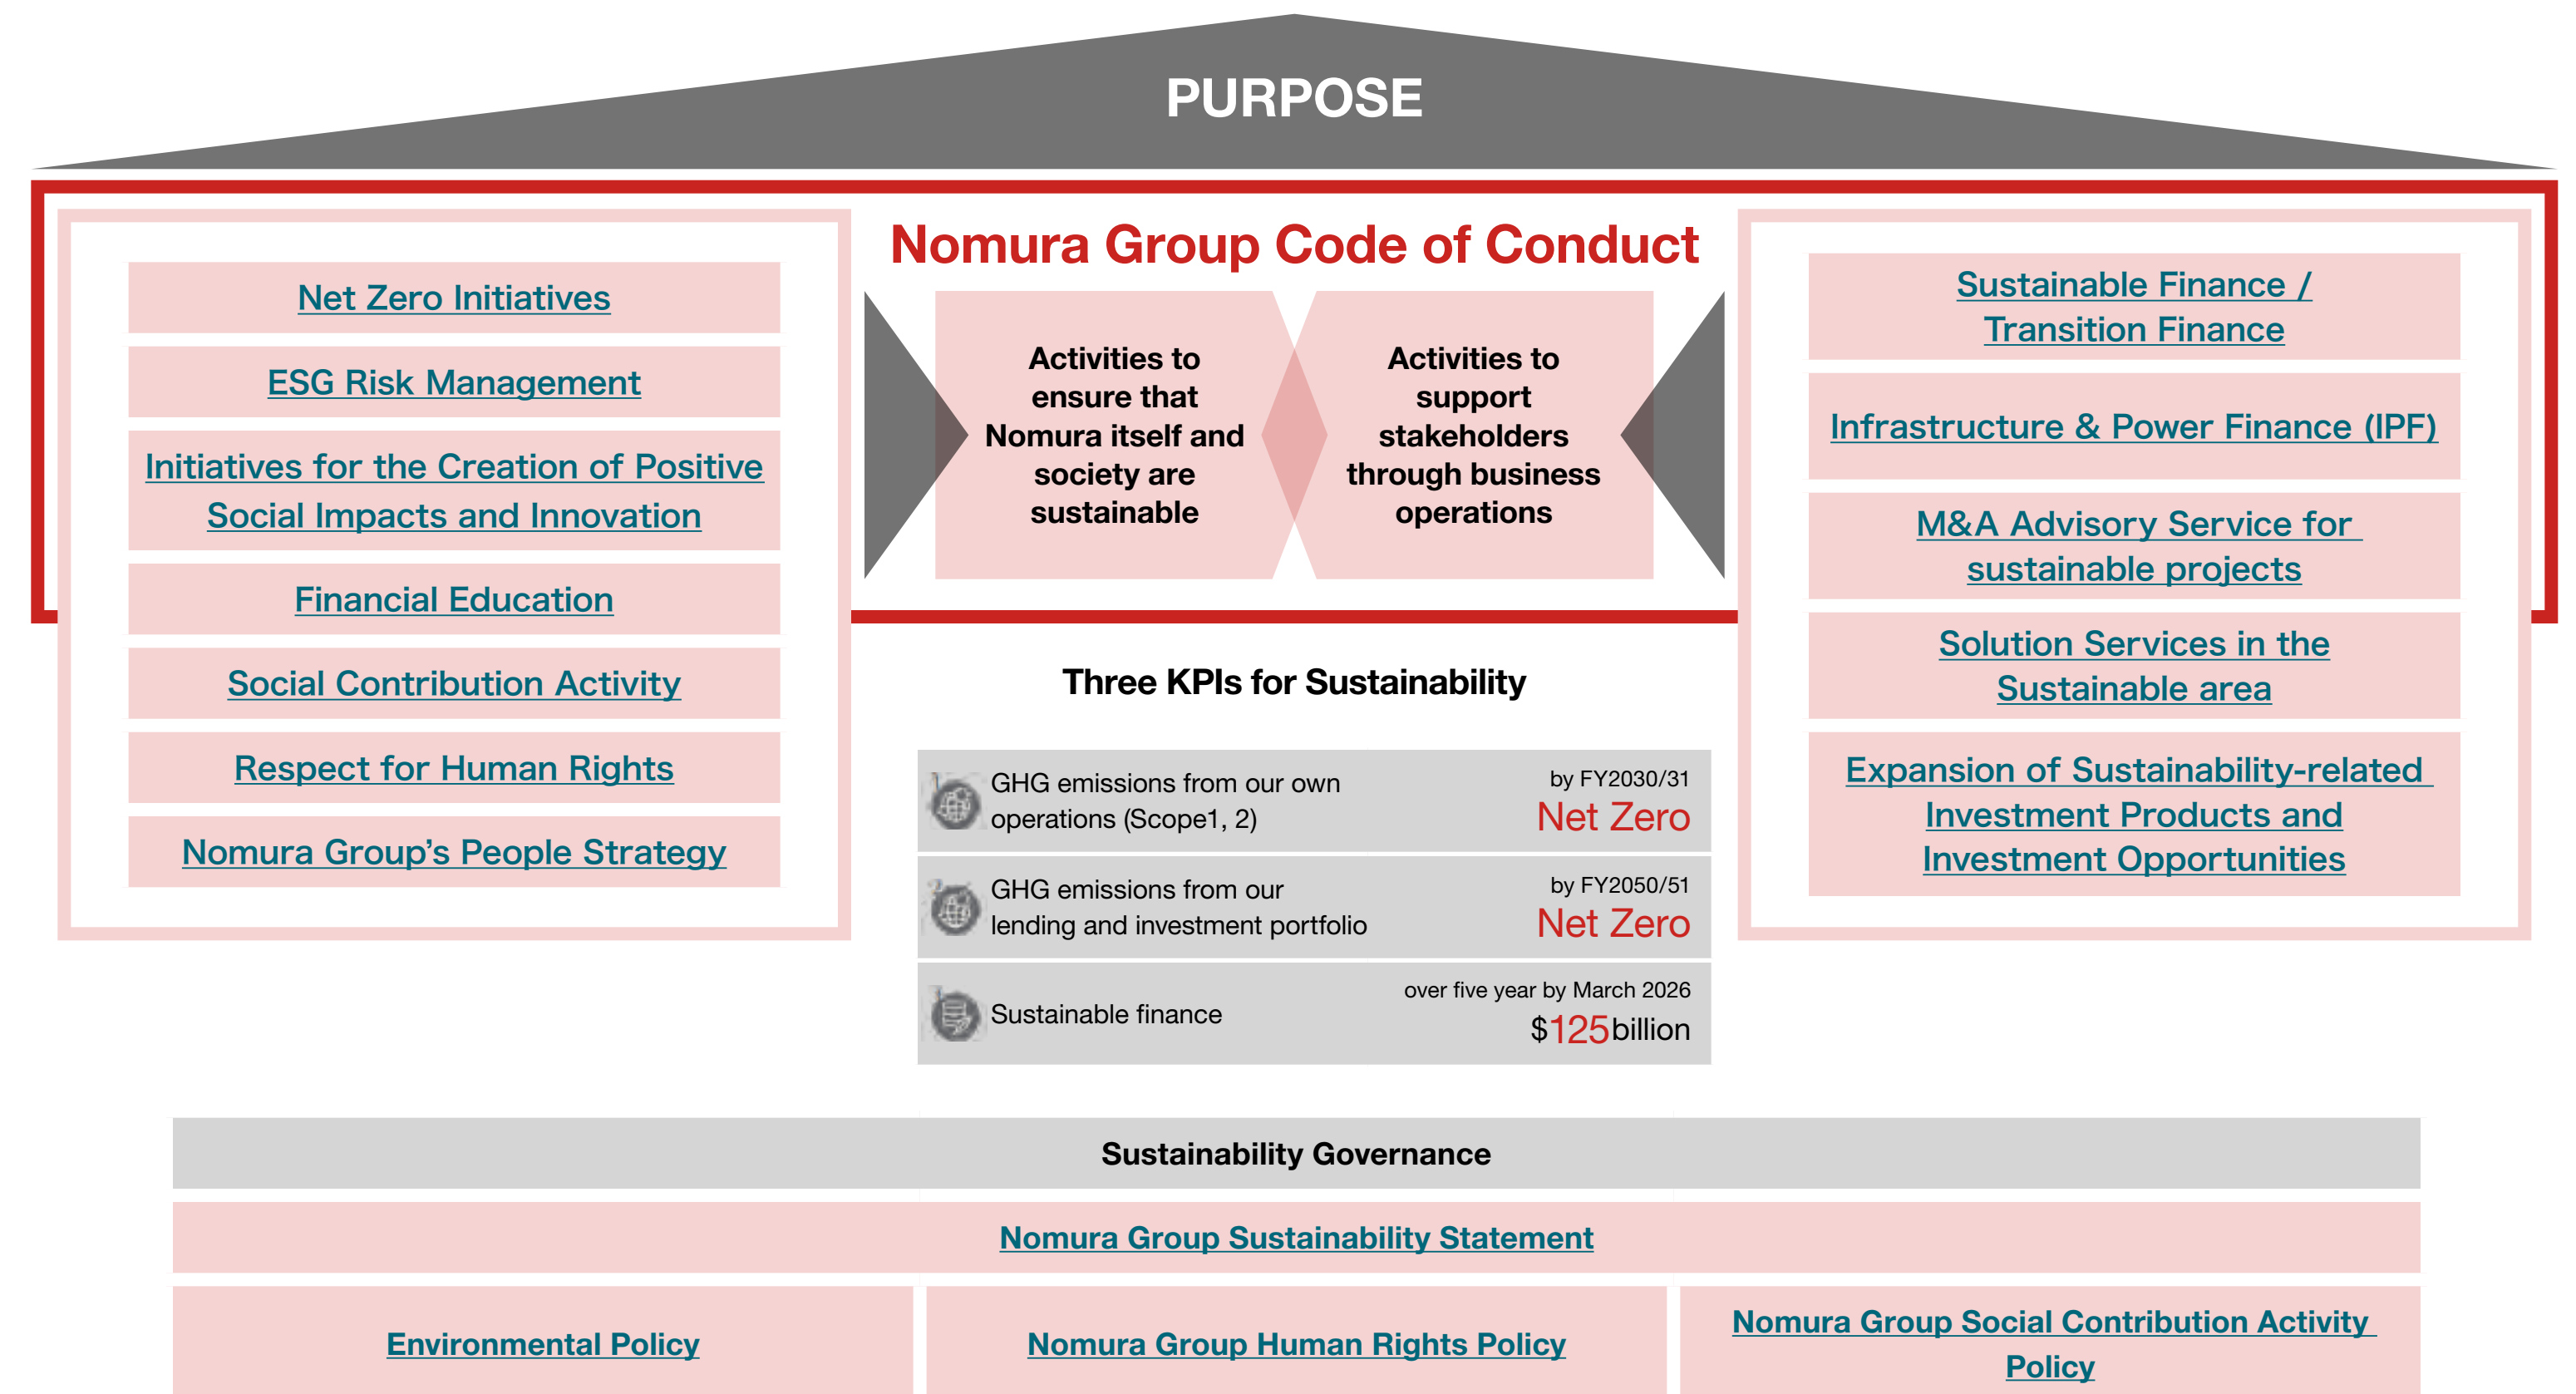 PURPOSE
Nomura Group Code of Conduct
Net Zero Initiatives
ESG Risk Management
Initiatives for the Creation of Positive
Social Impacts and Innovation
Financial Education
Social Contribution Activity
Respect for Human Rights
Nomura Group’s People Strategy
Activities to
ensure that
Nomura itself and
society are
sustainable
Activities to
support
stakeholders
through business
operations
Sustainable Finance /
Transition Finance
Infrastructure & Power Finance (IPF)
M&A Advisory Service for
sustainable projects
Solution Services in the
Sustainable area
Expansion of Sustainability-related
Investment Products and
Investment Opportunities
Three KPIs for Sustainability
GHG emissions from our own
operations (Scope1, 2)
by FY2030/31
Net Zero
GHG emissions from our
lending and investment portfolio
by FY2050/51
Net Zero
Sustainable finance
over five year by March 2026
$125billion
Sustainability Governance
Nomura Group Sustainability Statement
Environmental Policy
Nomura Group Human Rights Policy
Nomura Group Social Contribution Activity
Policy